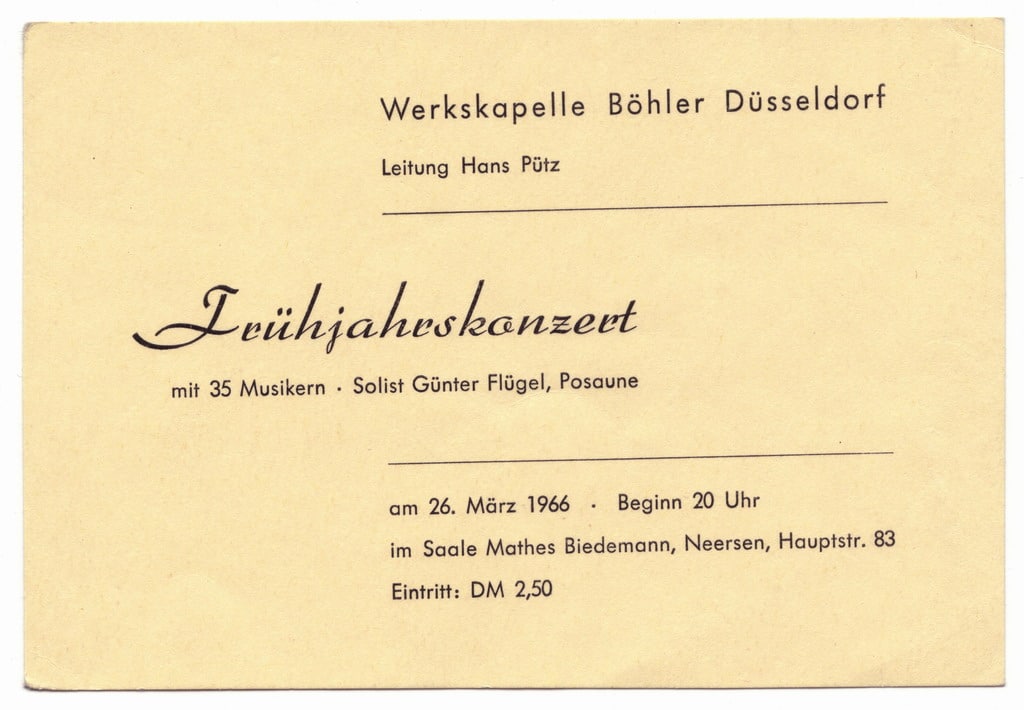 Werkskapelle Böhler Düsseldorf
Leitung Hans Pütz
Frühjahrskonzert
mit 35 Musikern · Solist Günter Flügel, Posaune
am 26. März 1966 · Beginn 20 Uhr
im Saale Mathes Biedemann, Neersen, Hauptstr. 83
Eintritt: DM 2,50